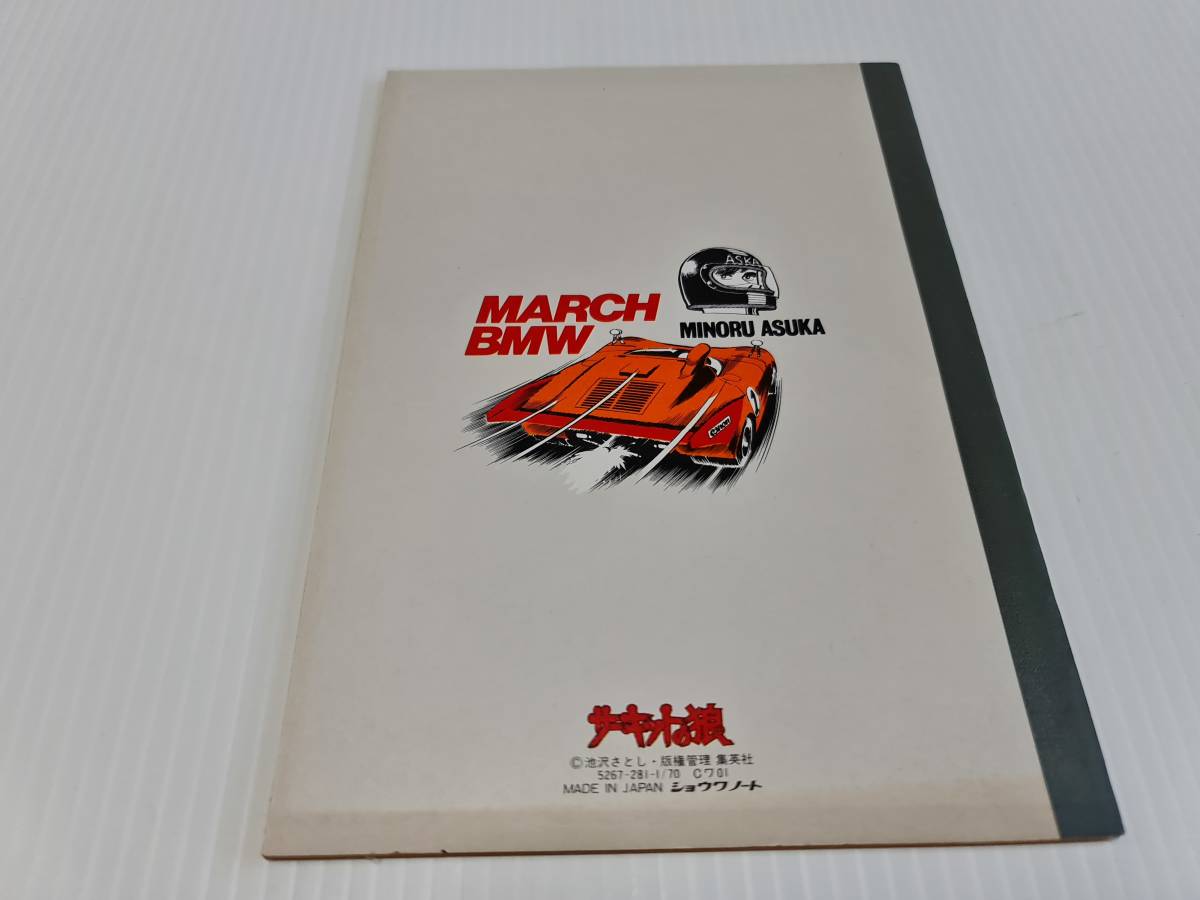 ASKA
MARCH
BMW
MINORU ASUKA
Canon
サーキットの狼
©池沢さとし・版権管理 集英社
5267-281-1/70 Cワ01
MADE IN JAPAN ショウワノート